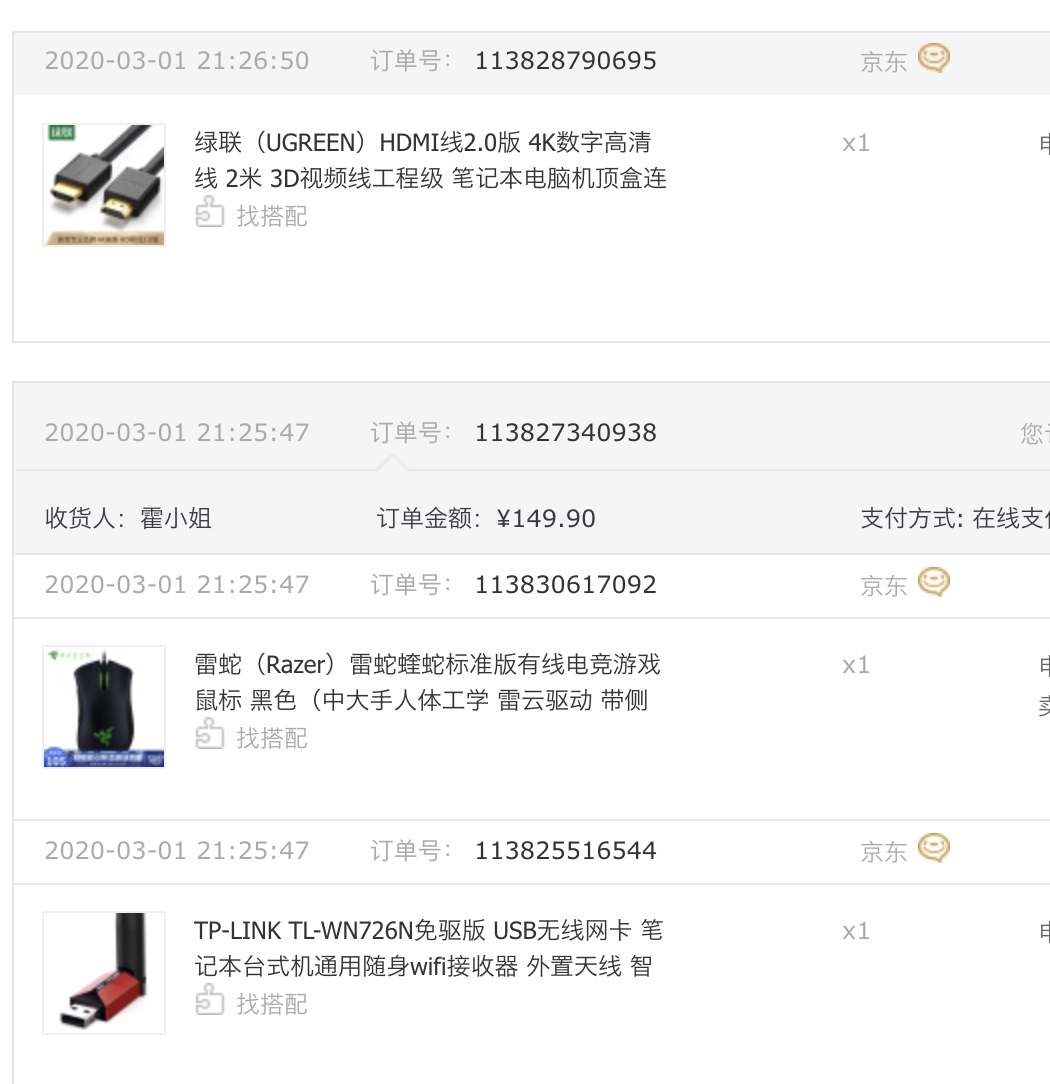 2020-03-01 21:26:50 订单号： 113828790695 京东
绿联
绿联（UGREEN）HDMI线2.0版 4K数字高清 x1
线 2米 3D视频线工程级 笔记本电脑机顶盒连
找搭配
2020-03-01 21:25:47 订单号： 113827340938 您
收货人：霍小姐 订单金额：¥149.90 支付方式: 在线支
2020-03-01 21:25:47 订单号： 113830617092 京东
RAZER
雷蛇（Razer）雷蛇蝰蛇标准版有线电竞游戏 x1
鼠标 黑色（中大手人体工学 雷云驱动 带侧
105
找搭配
2020-03-01 21:25:47 订单号： 113825516544 京东
TP-LINK TL-WN726N免驱版 USB无线网卡 笔 x1
记本台式机通用随身wifi接收器 外置天线 智
找搭配